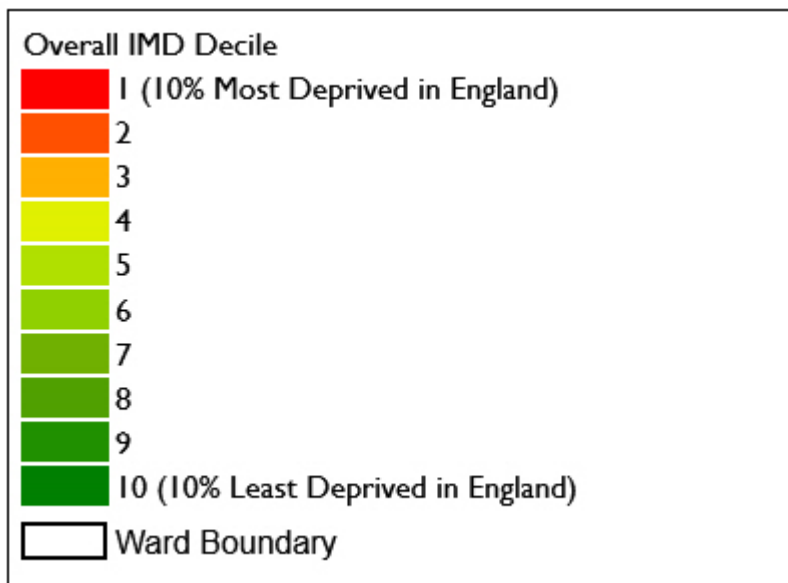 Overall IMD Decile
1 (10% Most Deprived in England)
2
3
4
5
6
7
8
9
10 (10% Least Deprived in England)
Ward Boundary